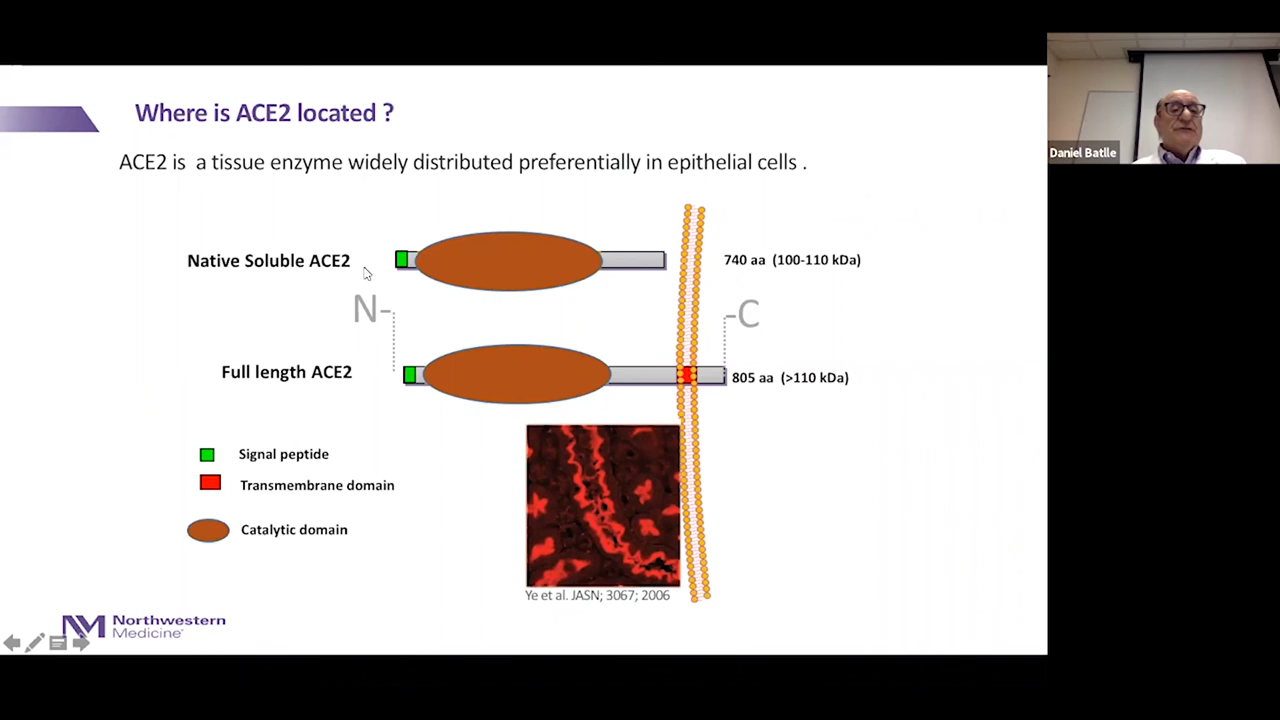 Where is ACE2 located ?
Daniel Batlle
ACE2 is a tissue enzyme widely distributed preferentially in epithelial cells .
Native Soluble ACE2
740 aa (100-110 kDa)
N-
-C
Full length ACE2
805 aa (>110 kDa)
Signal peptide
Transmembrane domain
Catalytic domain
Ye et al. JASN; 3067; 2006
NM Northwestern
Medicine